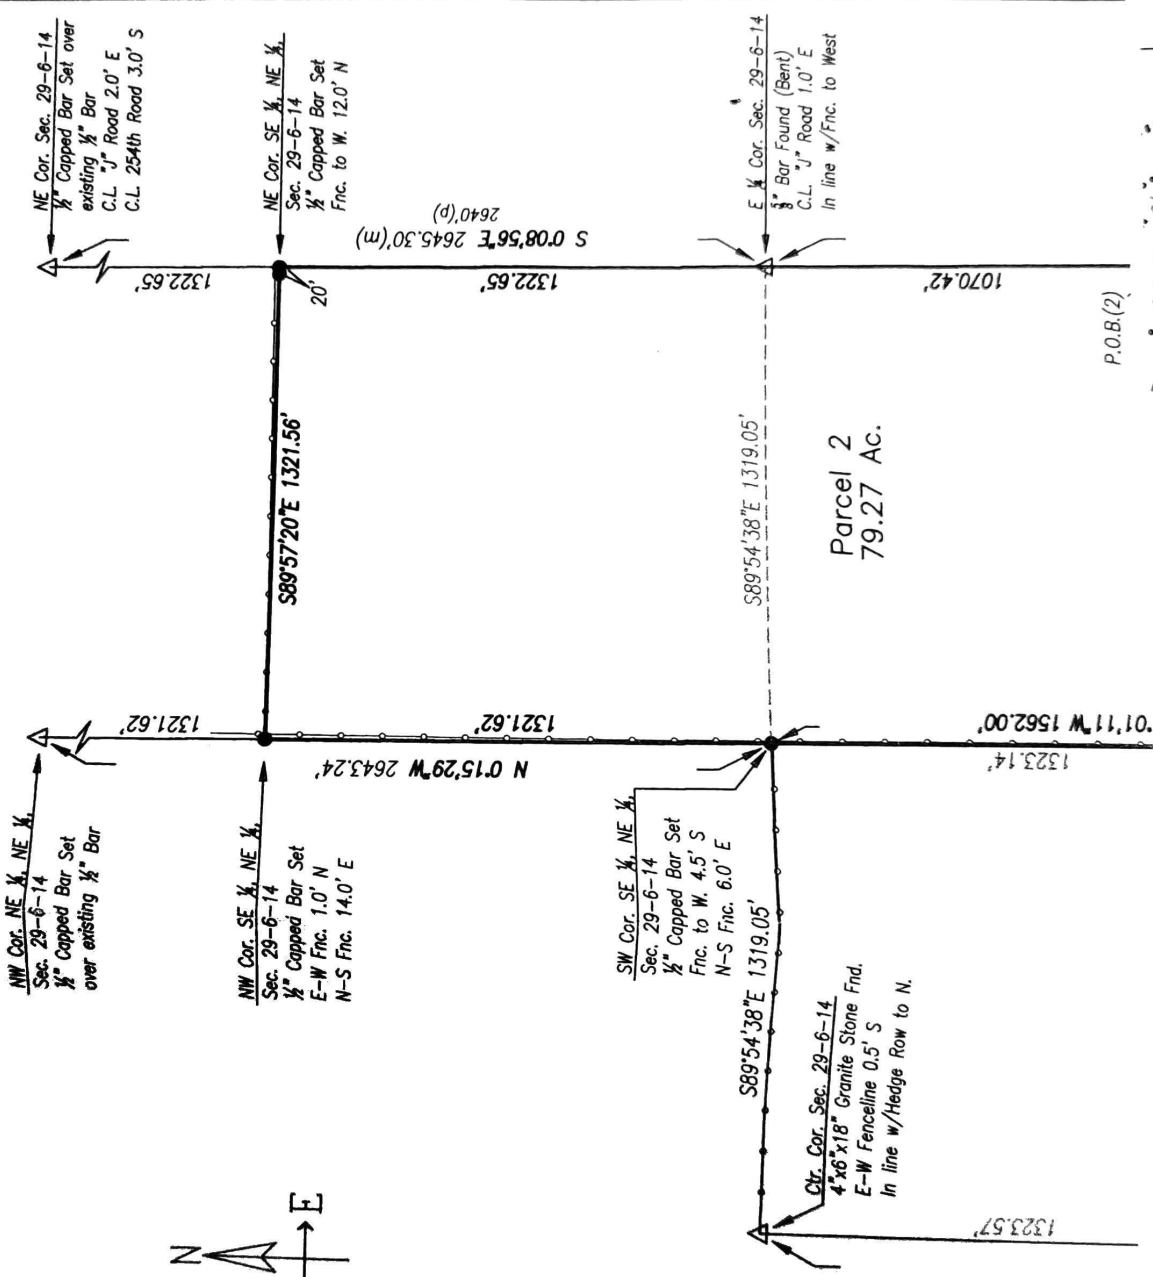 NE Cor. Sec. 29-6-14
½" Capped Bar Set over
existing ½" Bar
C.L. "J" Road 2.0' E
C.L. 254th Road 3.0' S
NE Cor. SE ¼, NE ¼,
Sec. 29-6-14
½" Capped Bar Set
Fnc. to W. 12.0' N
E ¼ Cor. Sec. 29-6-14
⅝" Bar Found (Bent)
C.L. "J" Road 1.0' E
In line w/Fnc. to West
1322.65'
20'
S 0°08'56"E 2645.30'(m)
2640'(p)
1322.65'
1070.42'
P.O.B.(2)
S89°57'20"E 1321.56'
S89°54'38"E 1319.05'
Parcel 2
79.27 Ac.
1321.62'
1321.62'
N 0°15'29"W 2643.24'
°01'11"W 1562.00'
1323.14'
NW Cor. NE ¼, NE ¼,
Sec. 29-6-14
½" Capped Bar Set
over existing ½" Bar
NW Cor. SE ¼, NE ¼,
Sec. 29-6-14
½" Capped Bar Set
E-W Fnc. 1.0' N
N-S Fnc. 14.0' E
SW Cor. SE ¼, NE ¼,
Sec. 29-6-14
½" Capped Bar Set
Fnc. to W. 4.5' S
N-S Fnc. 6.0' E
S89°54'38"E 1319.05'
Ctr. Cor. Sec. 29-6-14
4"x6"x18" Granite Stone Fnd.
E-W Fenceline 0.5' S
In line w/Hedge Row to N.
1323.57'
N
E